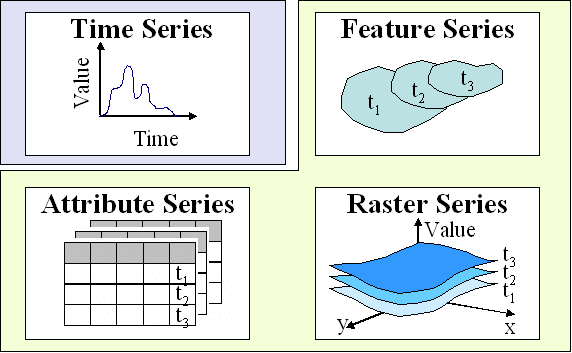 Time Series
Value
Time
Feature Series
t1
t2
t3
Attribute Series
t1
t2
t3
Raster Series
Value
t3
t2
t1
y
x